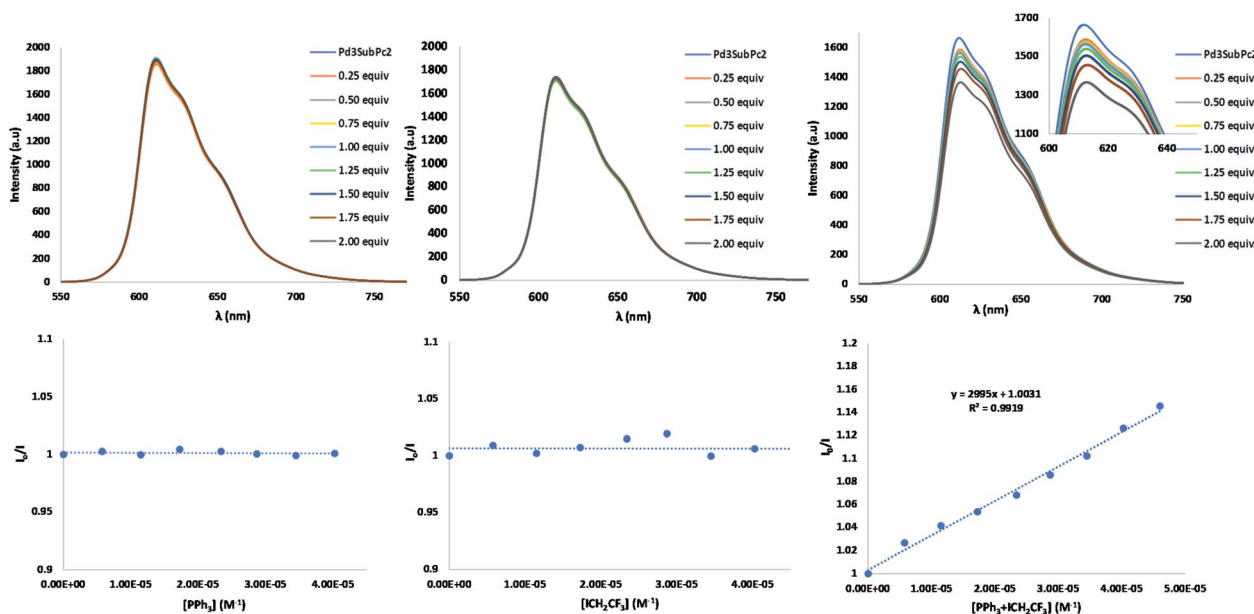 2000
1800
1600
1400
1200
1000
800
600
400
200
0
Intensity (a.u)
550
600
650
700
750
λ (nm)
Pd3SubPc2
0.25 equiv
0.50 equiv
0.75 equiv
1.00 equiv
1.25 equiv
1.50 equiv
1.75 equiv
2.00 equiv
2000
1800
1600
1400
1200
1000
800
600
400
200
0
Intensity (a.u)
550
600
650
700
750
λ (nm)
Pd3SubPc2
0.25 equiv
0.50 equiv
0.75 equiv
1.00 equiv
1.25 equiv
1.50 equiv
1.75 equiv
2.00 equiv
1600
1400
1200
1000
800
600
400
200
0
Intensity (a.u)
550
600
650
700
750
λ (nm)
1700
1500
1300
1100
600
620
640
Pd3SubPc2
0.25 equiv
0.50 equiv
0.75 equiv
1.00 equiv
1.25 equiv
1.50 equiv
1.75 equiv
2.00 equiv
1.1
1.05
1
0.95
0.9
I₀/I
0.00E+00
1.00E-05
2.00E-05
3.00E-05
4.00E-05
[PPh₃] (M⁻¹)
1.1
1.05
1
0.95
0.9
I₀/I
0.00E+00
1.00E-05
2.00E-05
3.00E-05
4.00E-05
[ICH₂CF₃] (M⁻¹)
1.2
1.18
1.16
1.14
1.12
1.1
1.08
1.06
1.04
1.02
1
I₀/I
y = 2995x + 1.0031
R² = 0.9919
0.00E+00
1.00E-05
2.00E-05
3.00E-05
4.00E-05
5.00E-05
[PPh₃+ICH₂CF₃] (M⁻¹)